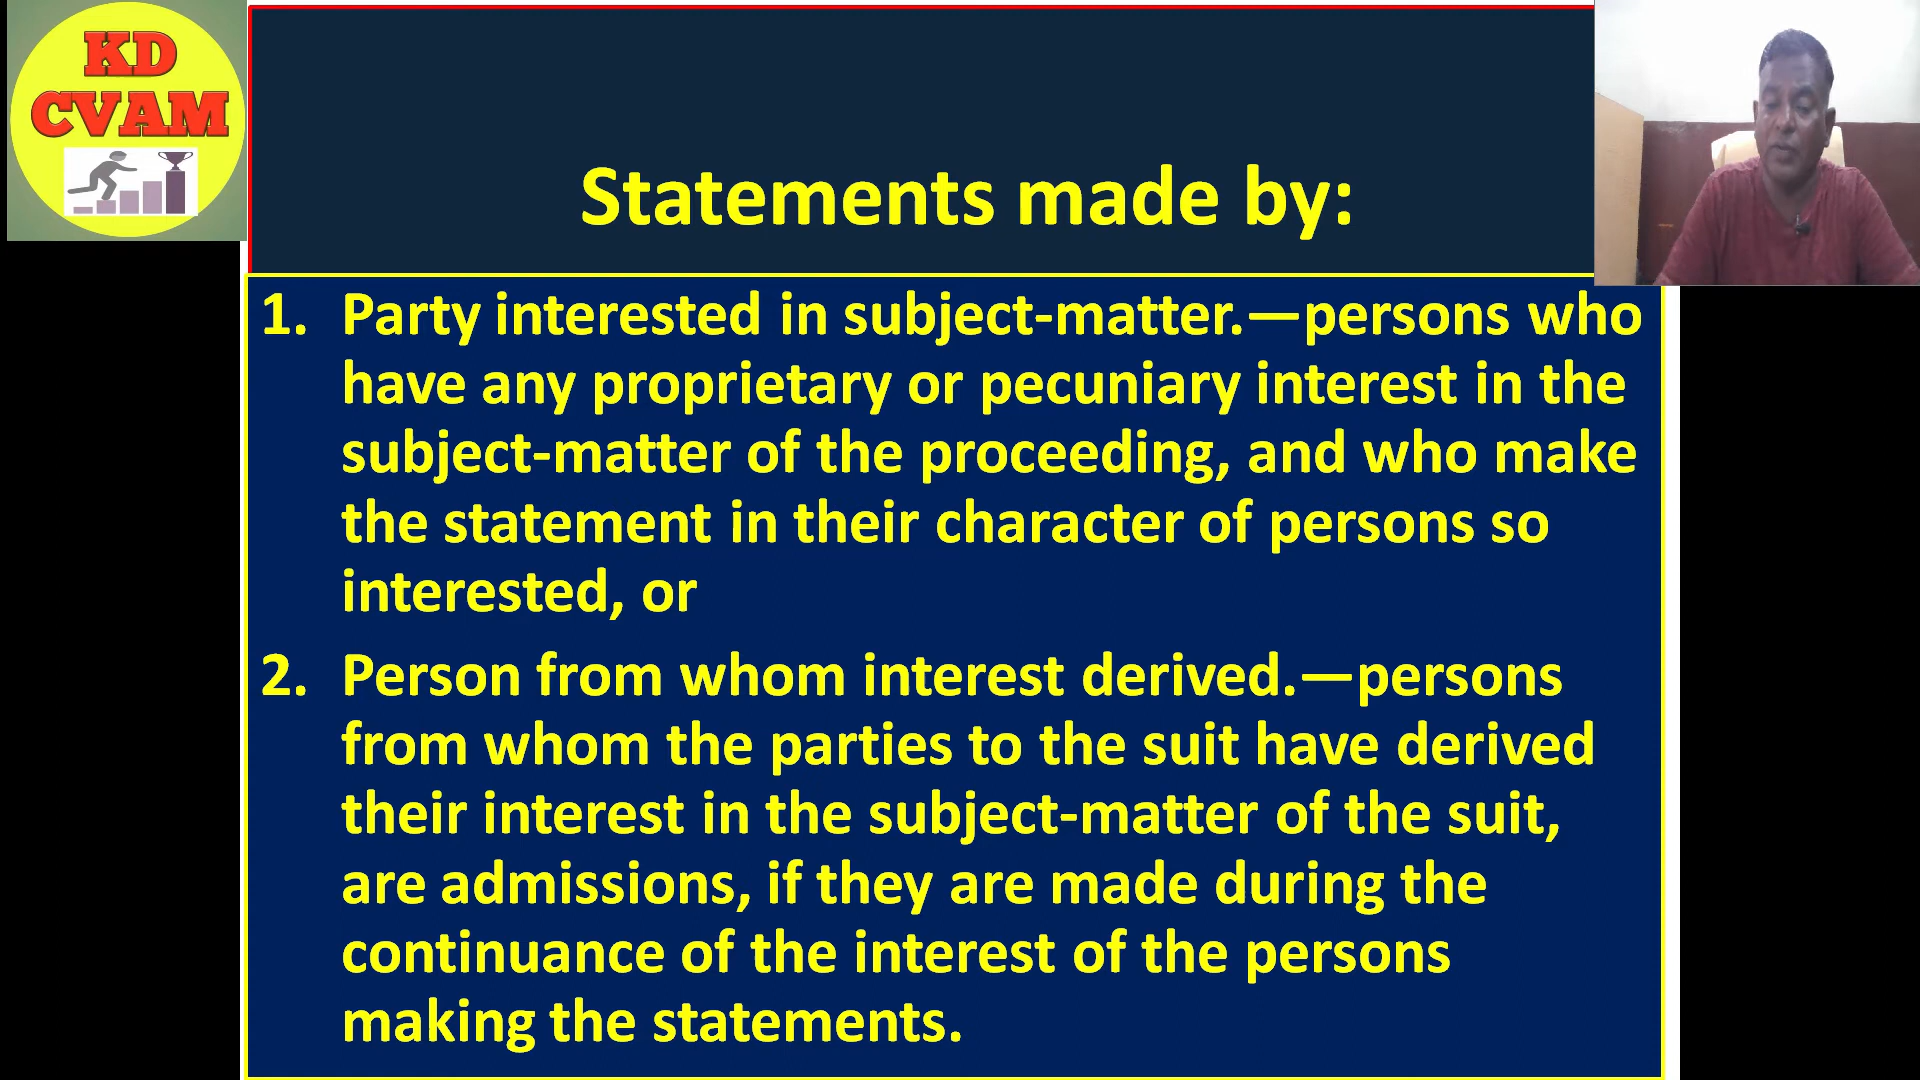 KD
CVAM
Statements made by:
1. Party interested in subject-matter.—persons who
have any proprietary or pecuniary interest in the
subject-matter of the proceeding, and who make
the statement in their character of persons so
interested, or
2. Person from whom interest derived.—persons
from whom the parties to the suit have derived
their interest in the subject-matter of the suit,
are admissions, if they are made during the
continuance of the interest of the persons
making the statements.